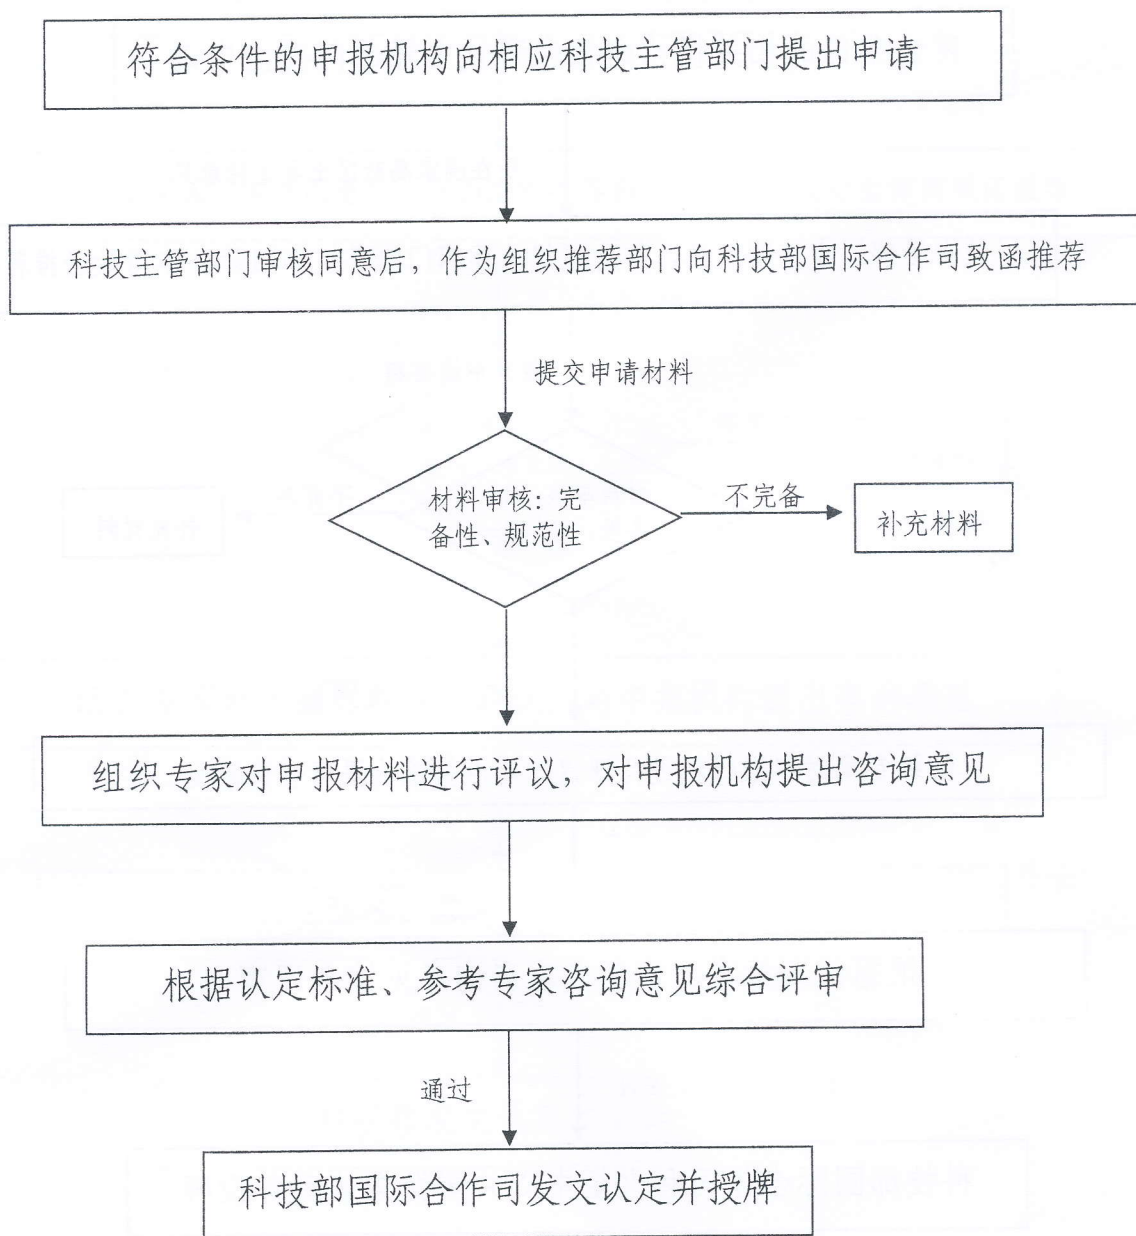 符合条件的申报机构向相应科技主管部门提出申请
科技主管部门审核同意后，作为组织推荐部门向科技部国际合作司致函推荐
提交申请材料
材料审核：完
备性、规范性
不完备
补充材料
组织专家对申报材料进行评议，对申报机构提出咨询意见
根据认定标准、参考专家咨询意见综合评审
通过
科技部国际合作司发文认定并授牌